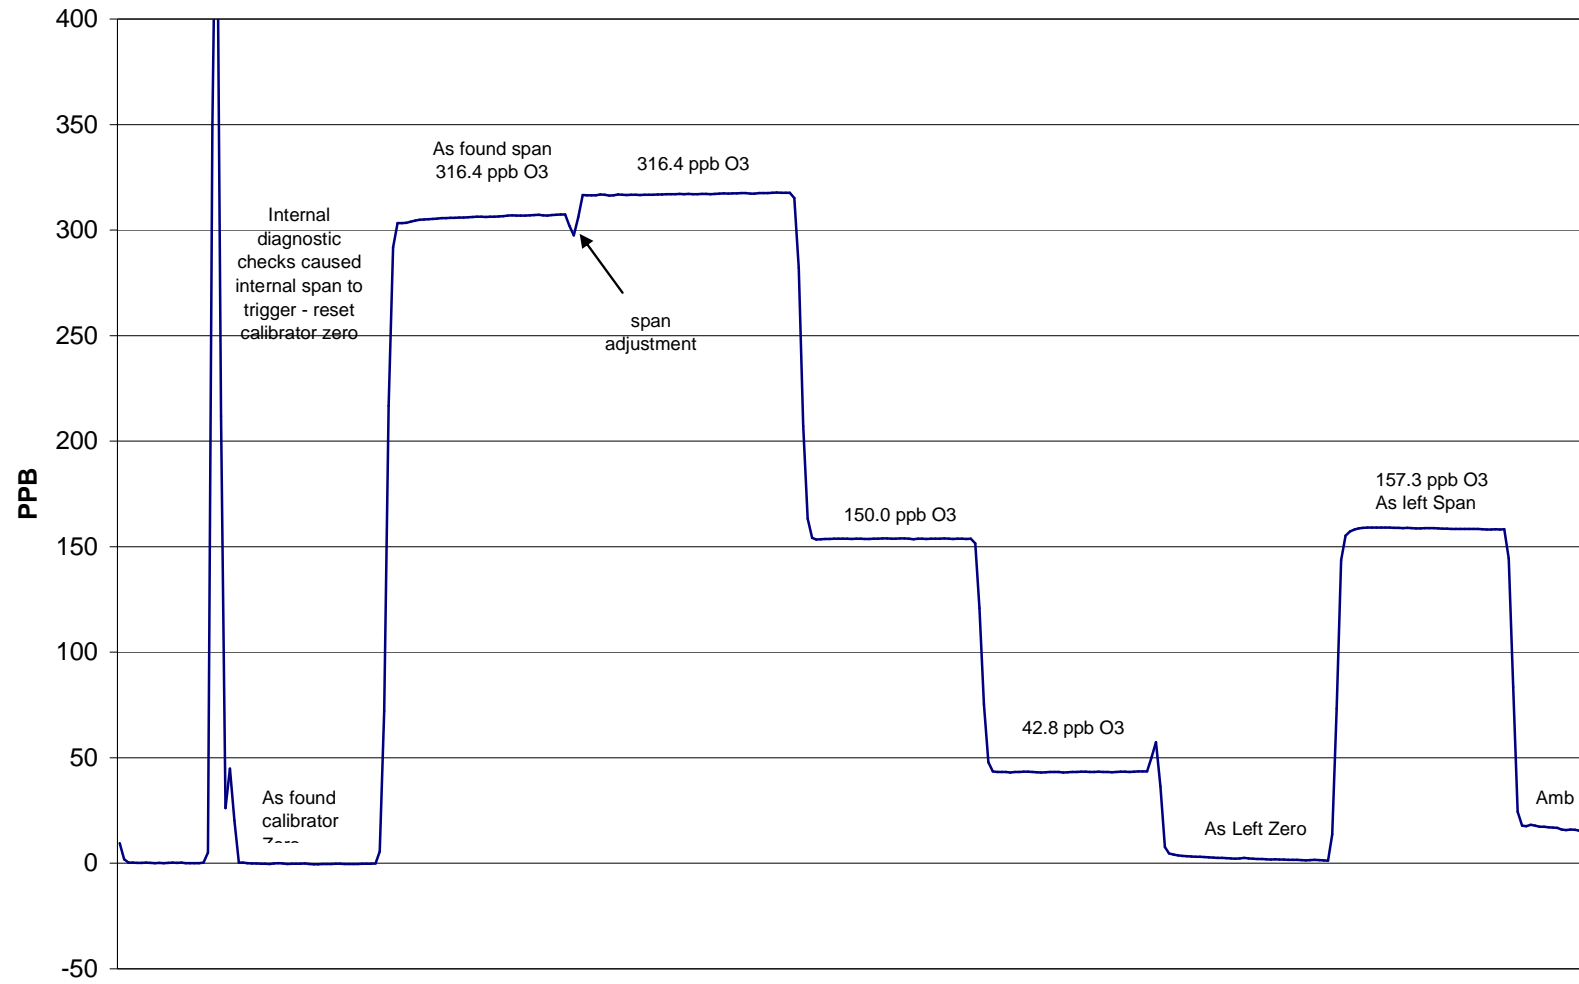 400
350
300
250
200
150
100
50
0
-50
PPB
Internal
diagnostic
checks caused
internal span to
trigger - reset
calibrator zero
As found
calibrator
As found span
316.4 ppb O3
316.4 ppb O3
span
adjustment
150.0 ppb O3
42.8 ppb O3
As Left Zero
157.3 ppb O3
As left Span
Amb